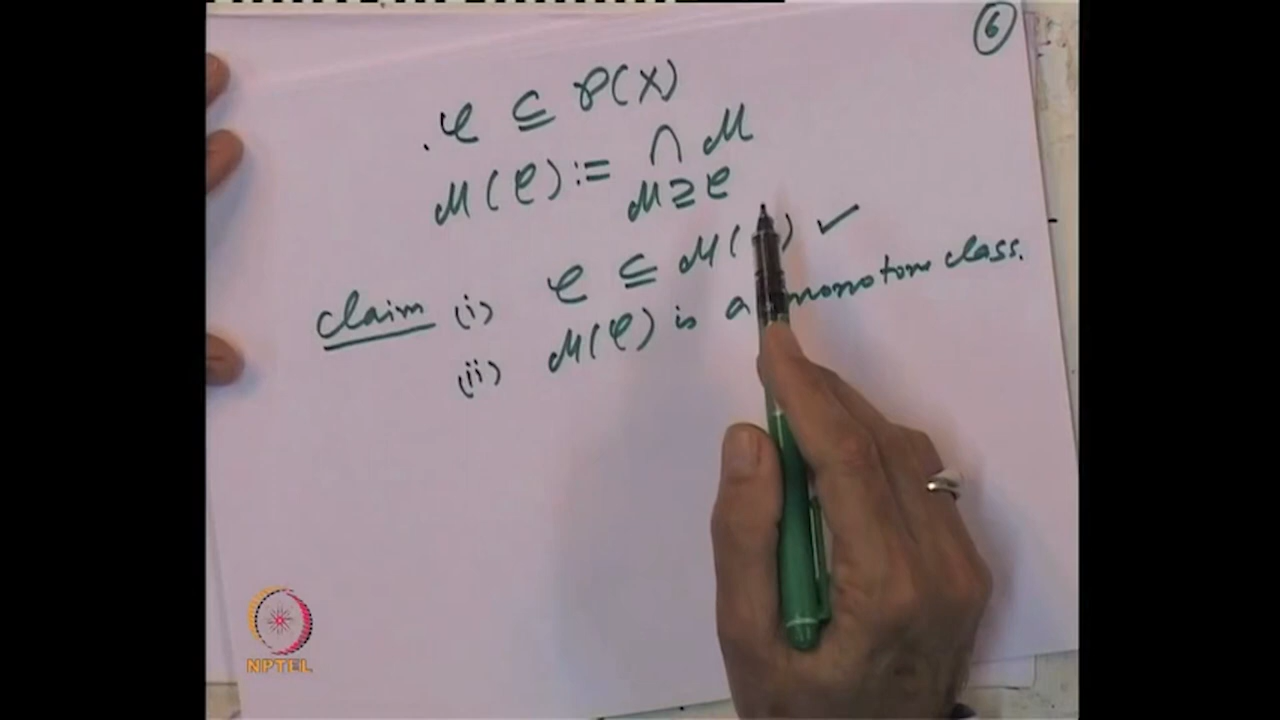 6
𝒞 ⊆ 𝒫(X)
ℳ(𝒞) := ∩ ℳ
ℳ ⊇ 𝒞
Claim (i) 𝒞 ⊆ ℳ( ) ✓
(ii) ℳ(𝒞) is a monotone class.
NPTEL